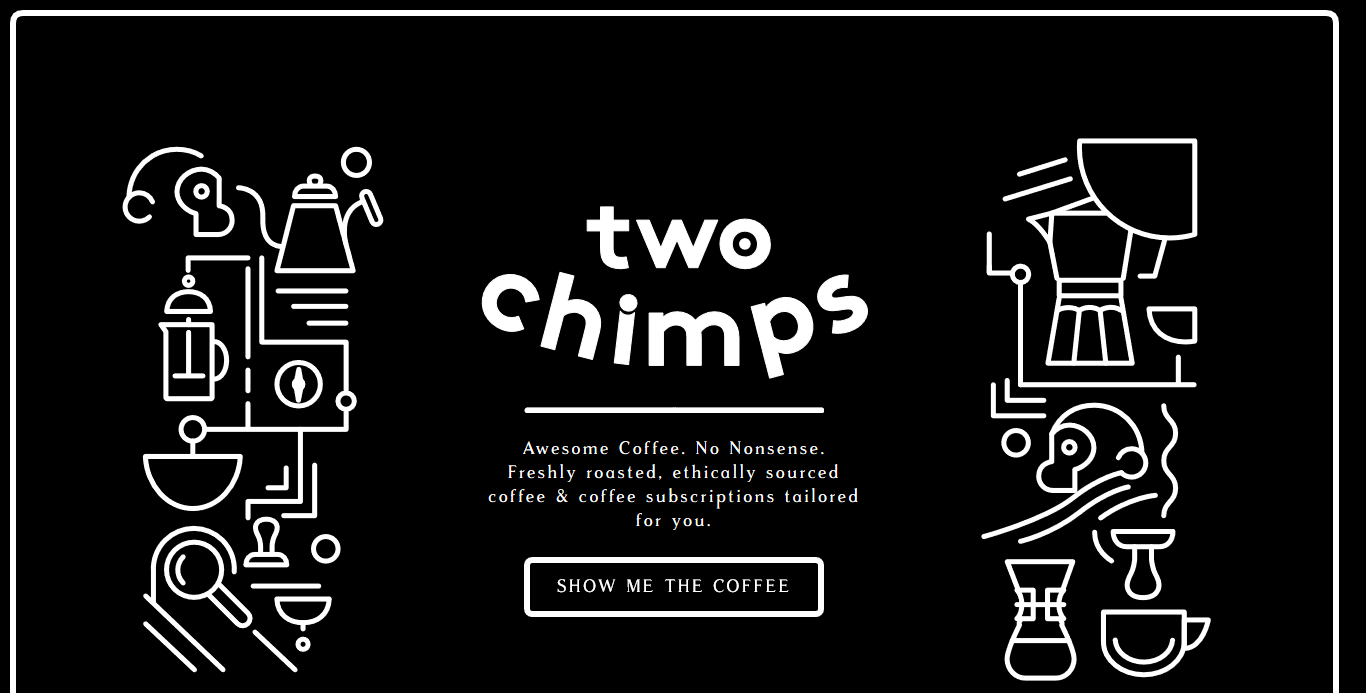 two
chimps
Awesome Coffee. No Nonsense.
Freshly roasted, ethically sourced
coffee & coffee subscriptions tailored
for you.
SHOW ME THE COFFEE